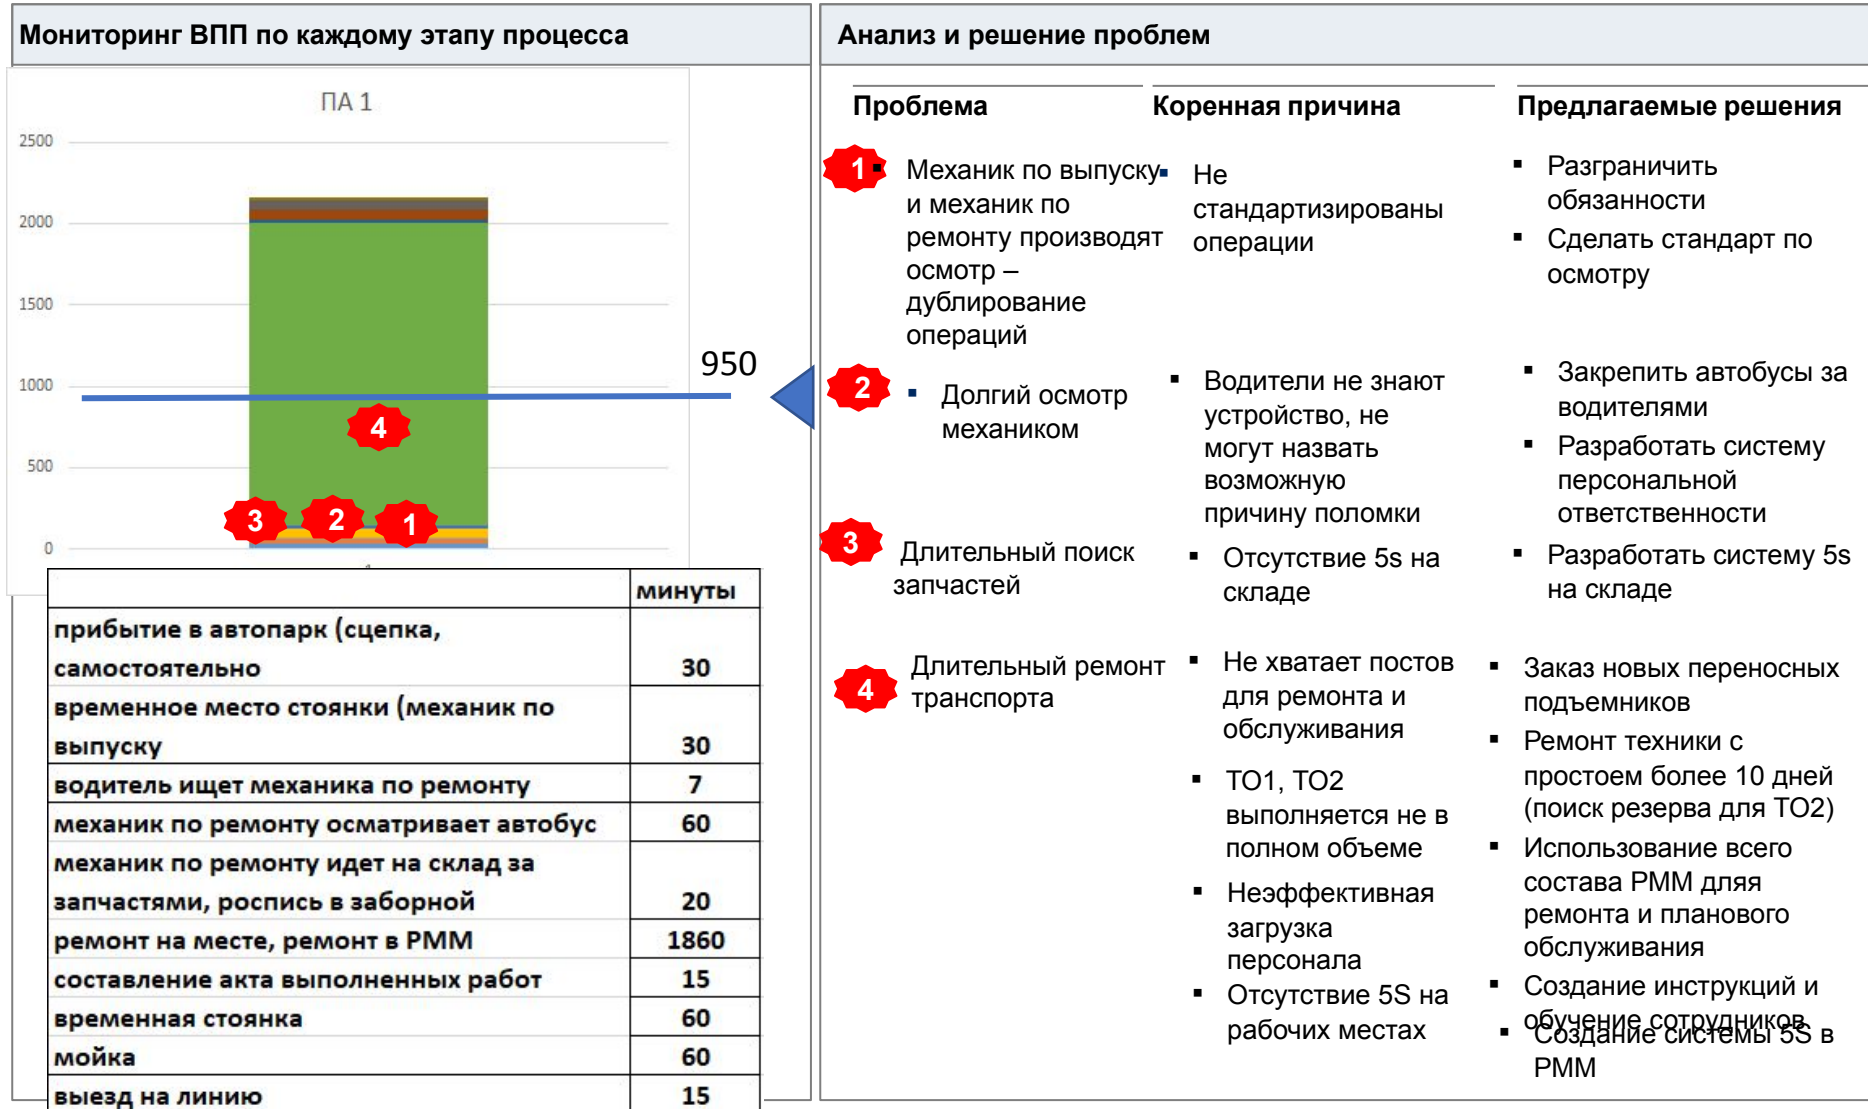 Мониторинг ВПП по каждому этапу процесса
ПА 1
2500
2000
1500
1000
500
0
950
4
3
2
1
минуты
прибытие в автопарк (сцепка,
самостоятельно
30
временное место стоянки (механик по
выпуску
30
водитель ищет механика по ремонту
7
механик по ремонту осматривает автобус
60
механик по ремонту идет на склад за
запчастями, роспись в заборной
20
ремонт на месте, ремонт в РММ
1860
составление акта выполненных работ
15
временная стоянка
60
мойка
60
выезд на линию
15
Анализ и решение проблем
Проблема
Коренная причина
Предлагаемые решения
1
▪ Механик по выпуску
и механик по
ремонту производят
осмотр –
дублирование
операций
▪ Не
стандартизированы
операции
▪ Разграничить
обязанности
▪ Сделать стандарт по
осмотру
2
▪ Долгий осмотр
механиком
▪ Водители не знают
устройство, не
могут назвать
возможную
причину поломки
▪ Закрепить автобусы за
водителями
▪ Разработать систему
персональной
ответственности
3
Длительный поиск
запчастей
▪ Отсутствие 5s на
складе
▪ Разработать систему 5s
на складе
4
Длительный ремонт
транспорта
▪ Не хватает постов
для ремонта и
обслуживания
▪ ТО1, ТО2
выполняется не в
полном объеме
▪ Неэффективная
загрузка
персонала
▪ Отсутствие 5S на
рабочих местах
▪ Заказ новых переносных
подъемников
▪ Ремонт техники с
простоем более 10 дней
(поиск резерва для ТО2)
▪ Использование всего
состава РММ дляя
ремонта и планового
обслуживания
▪ Создание инструкций и
обучение сотрудников
▪ Создание системы 5S в
РММ